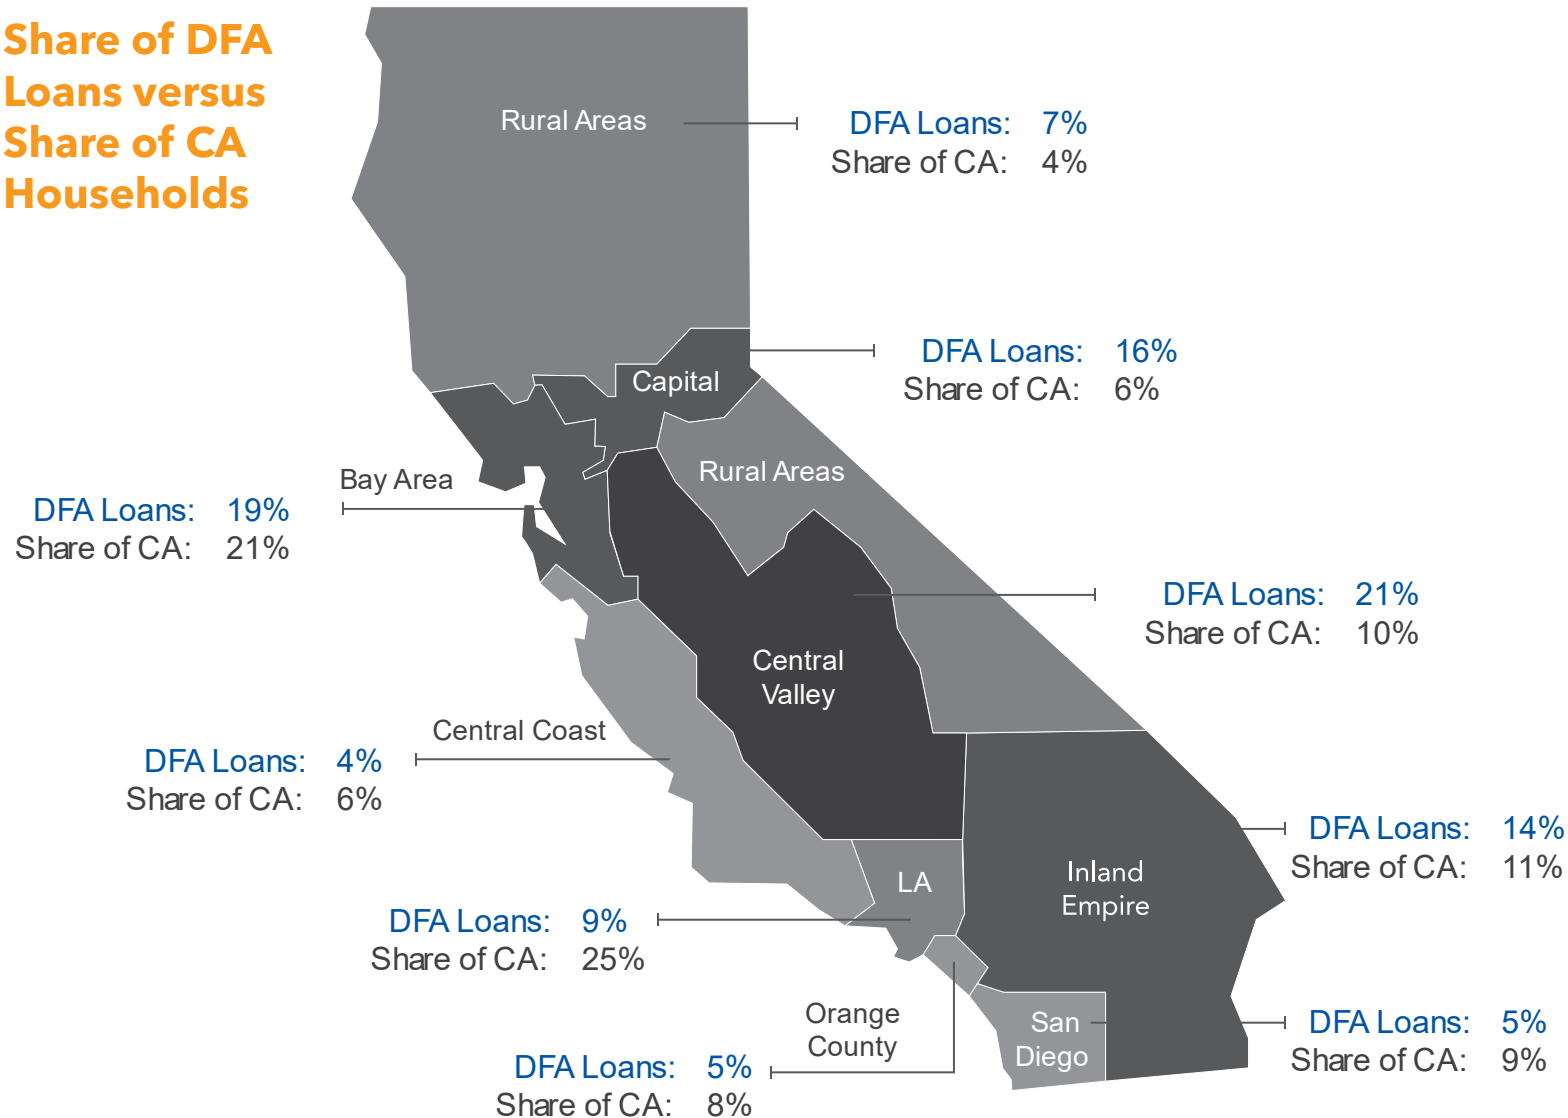 Share of DFA
Loans versus
Share of CA
Households
Rural Areas
DFA Loans: 7%
Share of CA: 4%
Capital
DFA Loans: 16%
Share of CA: 6%
Rural Areas
Bay Area
DFA Loans: 19%
Share of CA: 21%
DFA Loans: 21%
Share of CA: 10%
Central
Valley
Central Coast
DFA Loans: 4%
Share of CA: 6%
DFA Loans: 14%
Share of CA: 11%
Inland
Empire
LA
DFA Loans: 9%
Share of CA: 25%
Orange
County
DFA Loans: 5%
Share of CA: 8%
San
Diego
DFA Loans: 5%
Share of CA: 9%